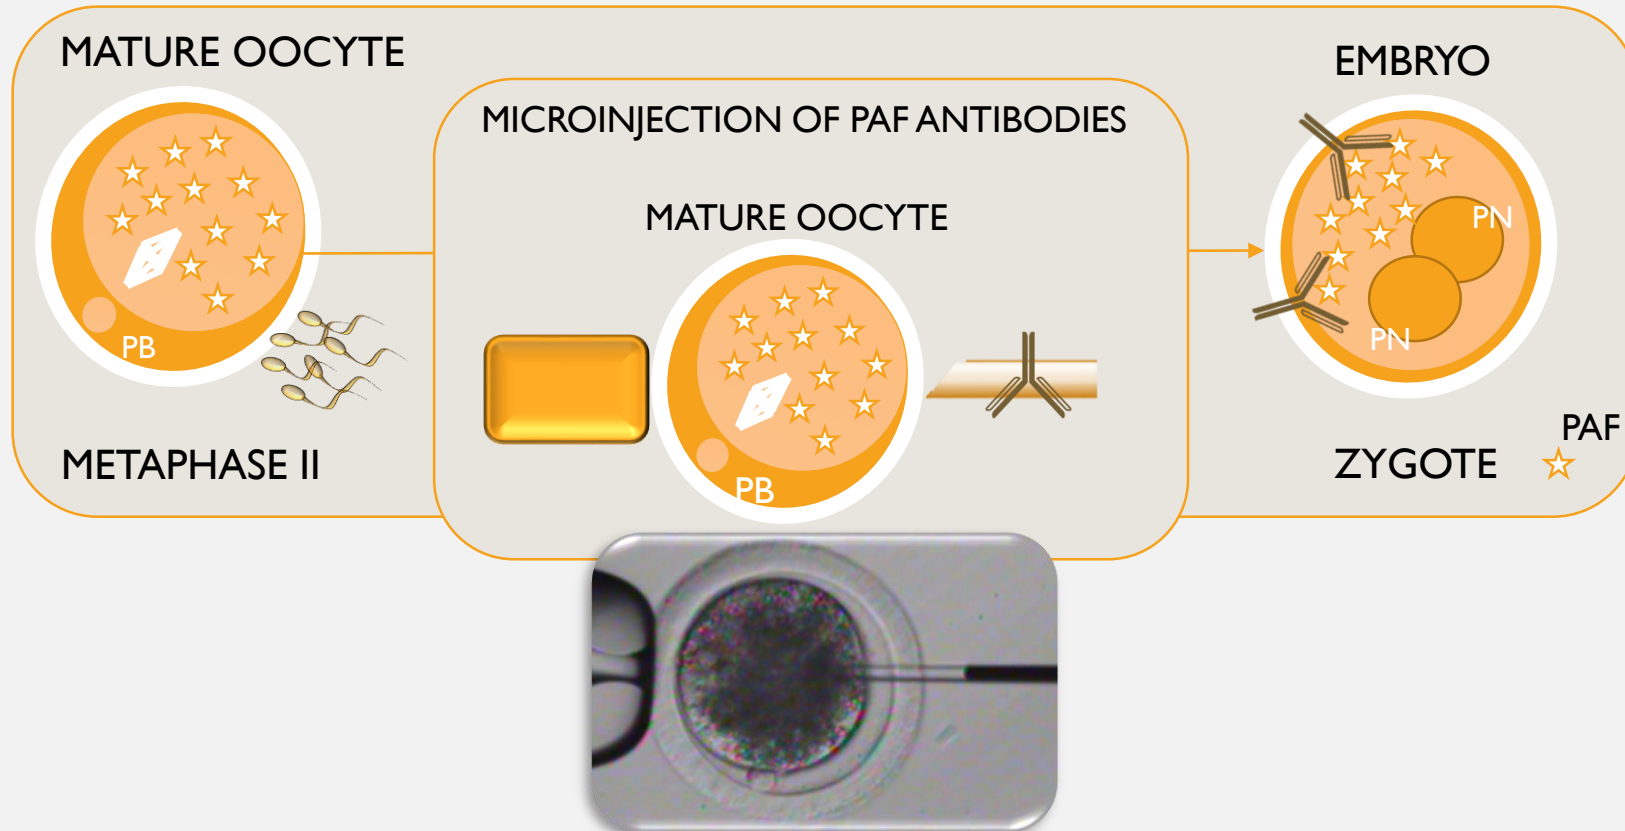 MATURE OOCYTE
PB
METAPHASE II
MICROINJECTION OF PAF ANTIBODIES
MATURE OOCYTE
PB
EMBRYO
PN
PN
ZYGOTE
PAF